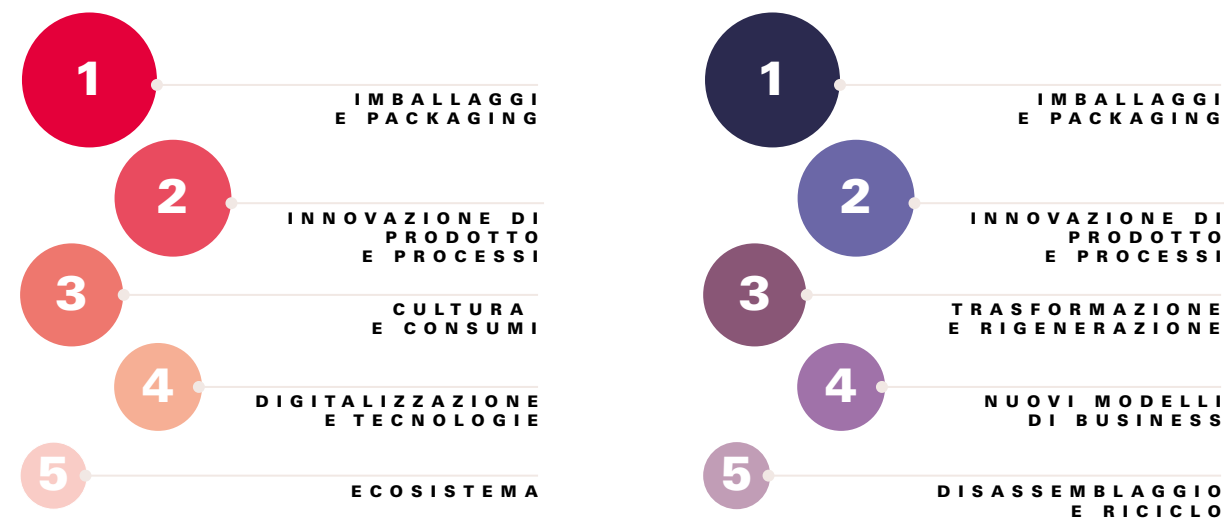 1
IMBALLAGGI
E PACKAGING
2
INNOVAZIONE DI
PRODOTTO
E PROCESSI
3
CULTURA
E CONSUMI
4
DIGITALIZZAZIONE
E TECNOLOGIE
5
ECOSISTEMA
1
IMBALLAGGI
E PACKAGING
2
INNOVAZIONE DI
PRODOTTO
E PROCESSI
3
TRASFORMAZIONE
E RIGENERAZIONE
4
NUOVI MODELLI
DI BUSINESS
5
DISASSEMBLAGGIO
E RICICLO